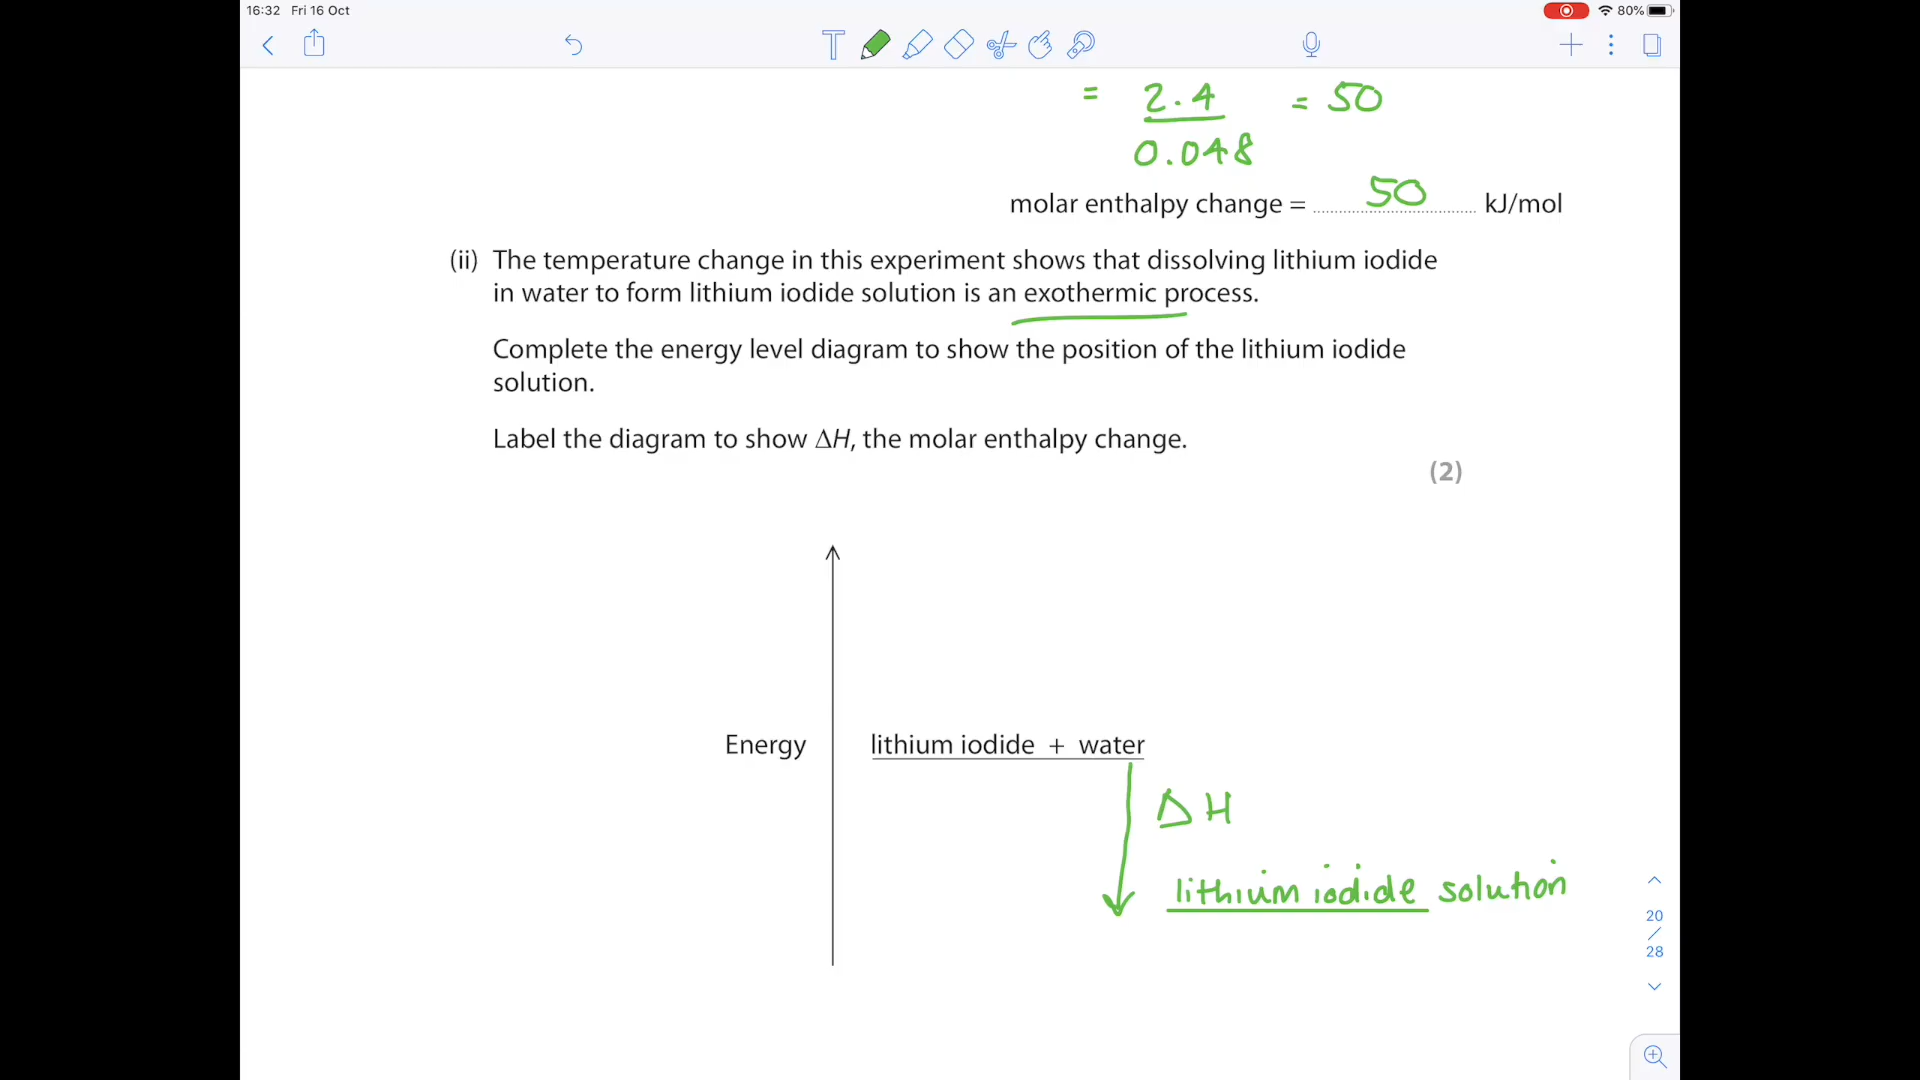 16:32 Fri 16 Oct
80%
T
= 2.4 = 50
0.048
molar enthalpy change = 50 kJ/mol
(ii) The temperature change in this experiment shows that dissolving lithium iodide
in water to form lithium iodide solution is an exothermic process.
Complete the energy level diagram to show the position of the lithium iodide
solution.
Label the diagram to show ΔH, the molar enthalpy change.
(2)
Energy
lithium iodide + water
Δ H
lithium iodide solution
20
/
28